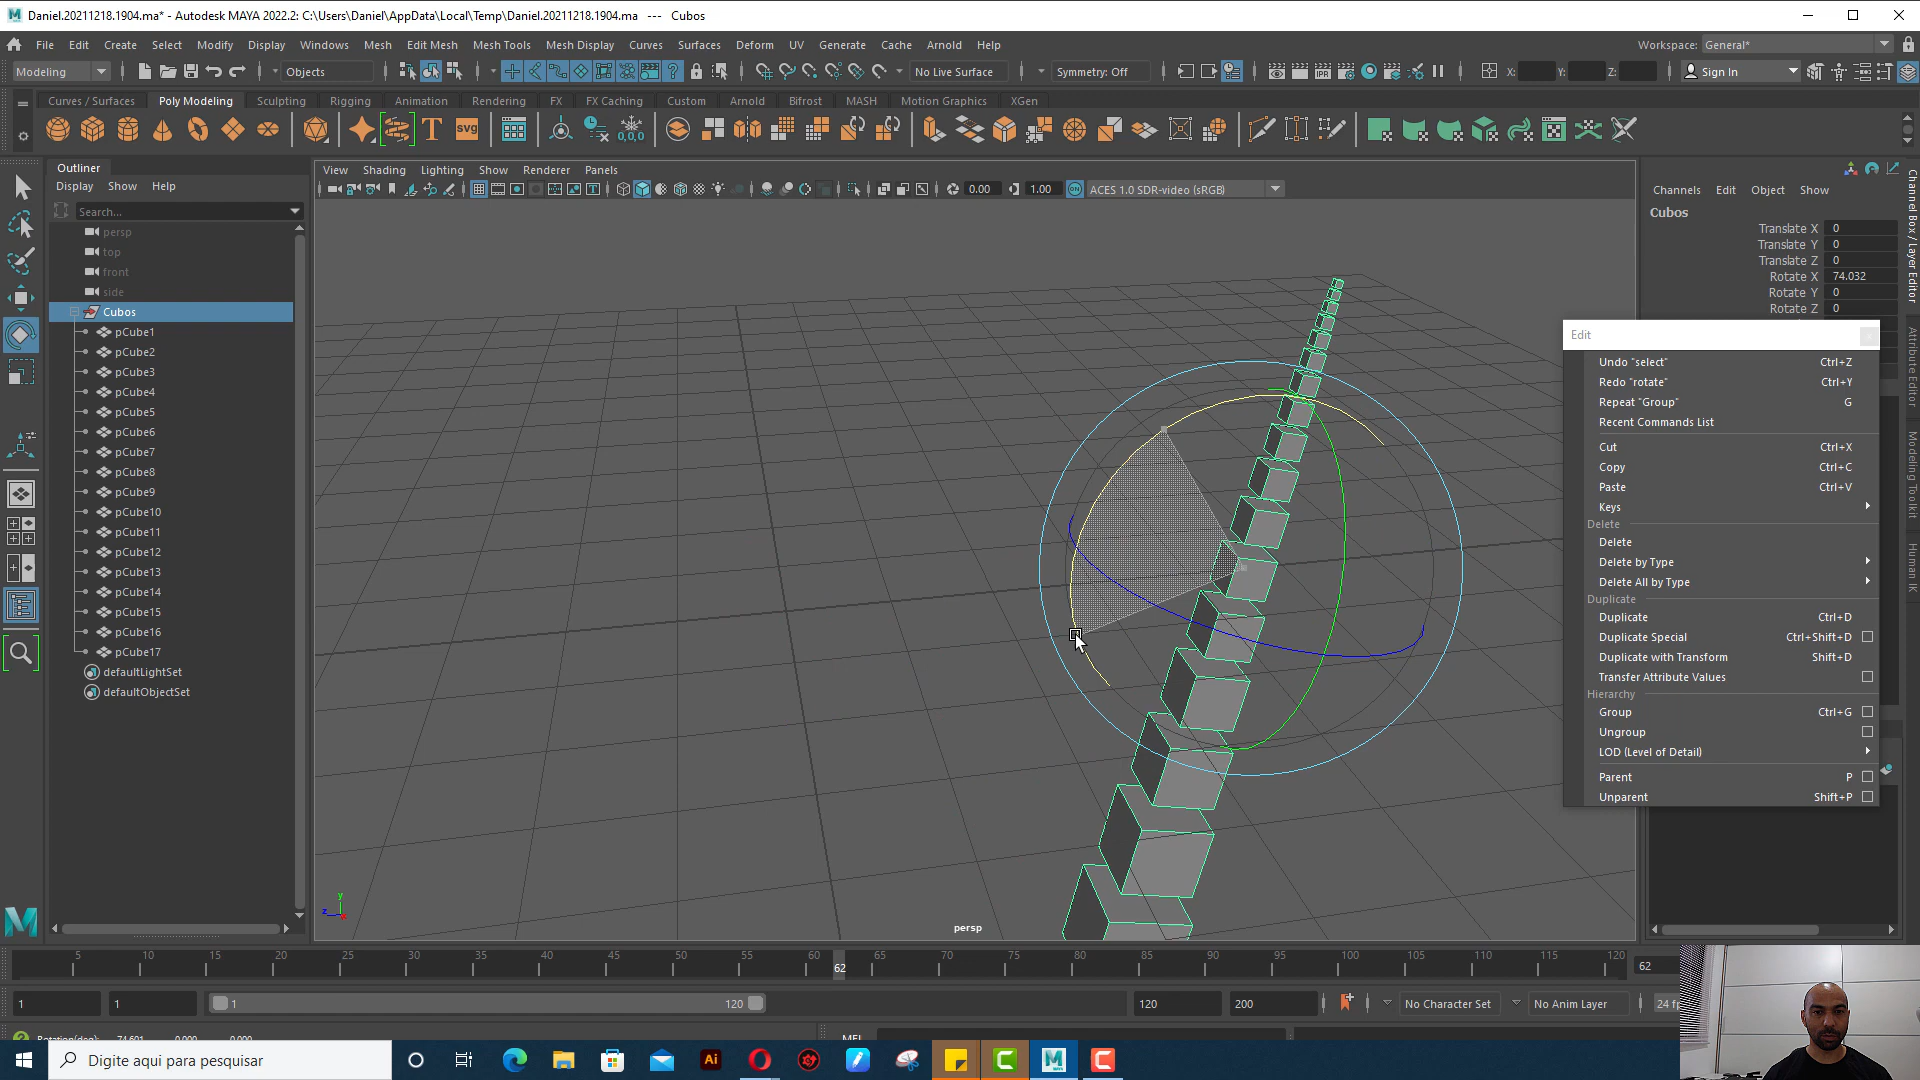 Daniel.20211218.1904.ma* - Autodesk MAYA 2022.2: C:\Users\Daniel\AppData\Local\Temp\Daniel.20211218.1904.ma --- Cubos
File Edit Create Select Modify Display Windows Mesh Edit Mesh Mesh Tools Mesh Display Curves Surfaces Deform UV Generate Cache Arnold Help Workspace: General*
Modeling Objects No Live Surface Symmetry: Off X: Y: Z: Sign In
Curves / Surfaces Poly Modeling Sculpting Rigging Animation Rendering FX FX Caching Custom Arnold Bifrost MASH Motion Graphics XGen
Outliner
Display Show Help
Search...
persp
top
front
side
Cubos
pCube1
pCube2
pCube3
pCube4
pCube5
pCube6
pCube7
pCube8
pCube9
pCube10
pCube11
pCube12
pCube13
pCube14
pCube15
pCube16
pCube17
defaultLightSet
defaultObjectSet
View Shading Lighting Show Renderer Panels
0.00 1.00 ACES 1.0 SDR-video (sRGB)
persp
Channels Edit Object Show
Cubos
Translate X 0
Translate Y 0
Translate Z 0
Rotate X 74.032
Rotate Y 0
Rotate Z 0
Channel Box / Layer Editor
Attribute Editor
Modeling Toolkit
Human IK
Edit
Undo "select" Ctrl+Z
Redo "rotate" Ctrl+Y
Repeat "Group" G
Recent Commands List
Cut Ctrl+X
Copy Ctrl+C
Paste Ctrl+V
Keys
Delete
Delete
Delete by Type
Delete All by Type
Duplicate
Duplicate Ctrl+D
Duplicate Special Ctrl+Shift+D
Duplicate with Transform Shift+D
Transfer Attribute Values
Hierarchy
Group Ctrl+G
Ungroup
LOD (Level of Detail)
Parent P
Unparent Shift+P
5 10 15 20 25 30 35 40 45 50 55 60 65 70 75 80 85 90 95 100 105 110 115 120
62 62
1 1 1 120 120 200 No Character Set No Anim Layer 24 fp
MEL
Digite aqui para pesquisar